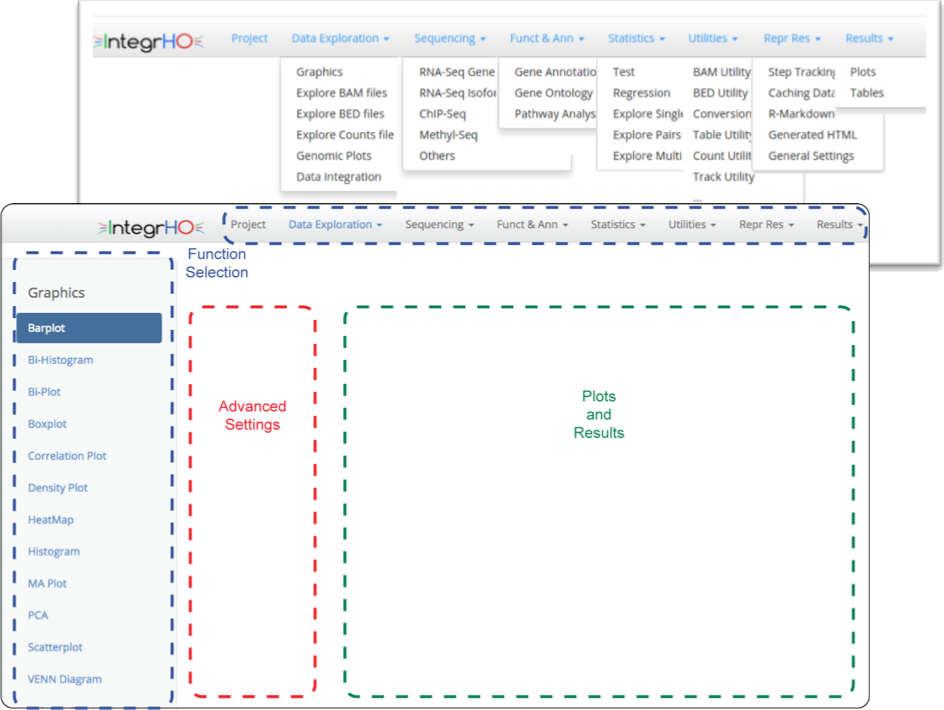 IntegrHO Project Data Exploration Sequencing Funct & Ann Statistics Utilities Repr Res Results
Graphics RNA-Seq Gene Gene Annotatio Test BAM Utility Step Tracking Plots
Explore BAM files RNA-Seq Isofor Gene Ontology Regression BED Utility Caching Data Tables
Explore BED files ChIP-Seq Pathway Analys Explore Single Conversion R-Markdown
Explore Counts file Methyl-Seq Explore Pairs Table Utility Generated HTML
Genomic Plots Others Explore Multi Count Utilit General Settings
Data Integration Track Utility
...
IntegrHO Project Data Exploration Sequencing Funct & Ann Statistics Utilities Repr Res Results
Function
Selection
Graphics
Barplot
Bi-Histogram
Bi-Plot
Boxplot
Correlation Plot
Density Plot
HeatMap
Histogram
MA Plot
PCA
Scatterplot
VENN Diagram
Advanced
Settings
Plots
and
Results